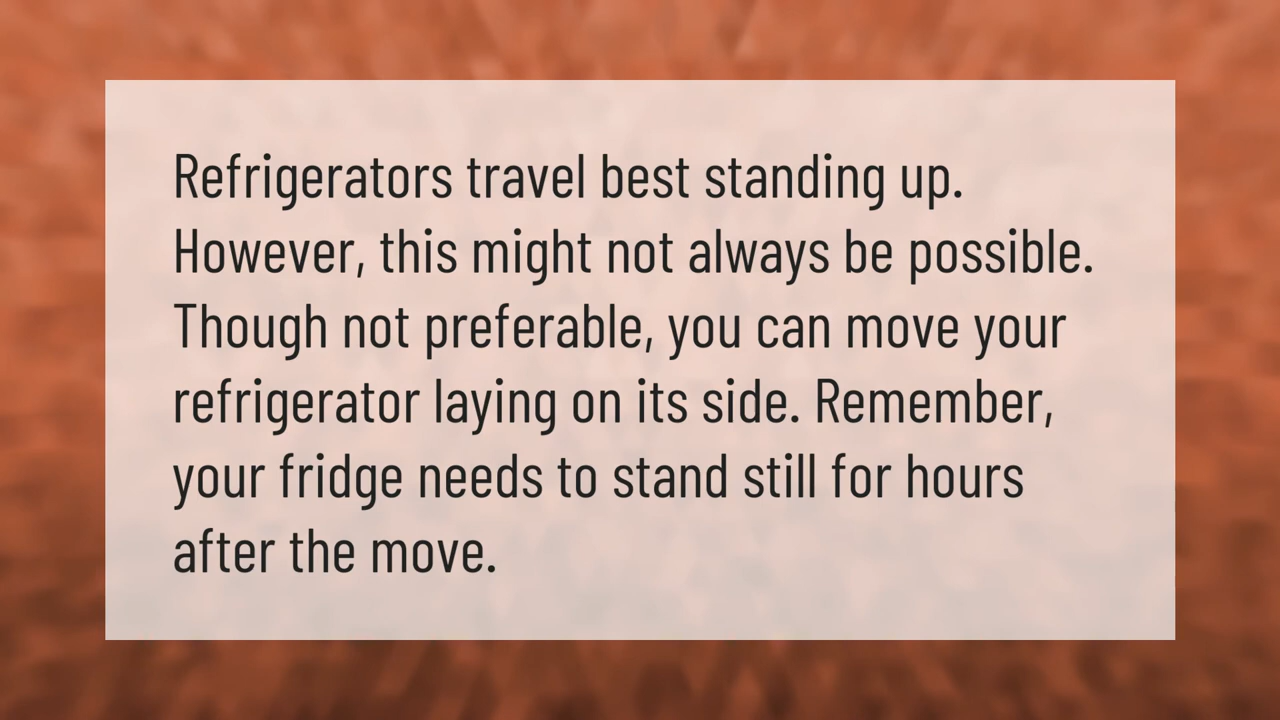 Refrigerators travel best standing up.
However, this might not always be possible.
Though not preferable, you can move your
refrigerator laying on its side. Remember,
your fridge needs to stand still for hours
after the move.